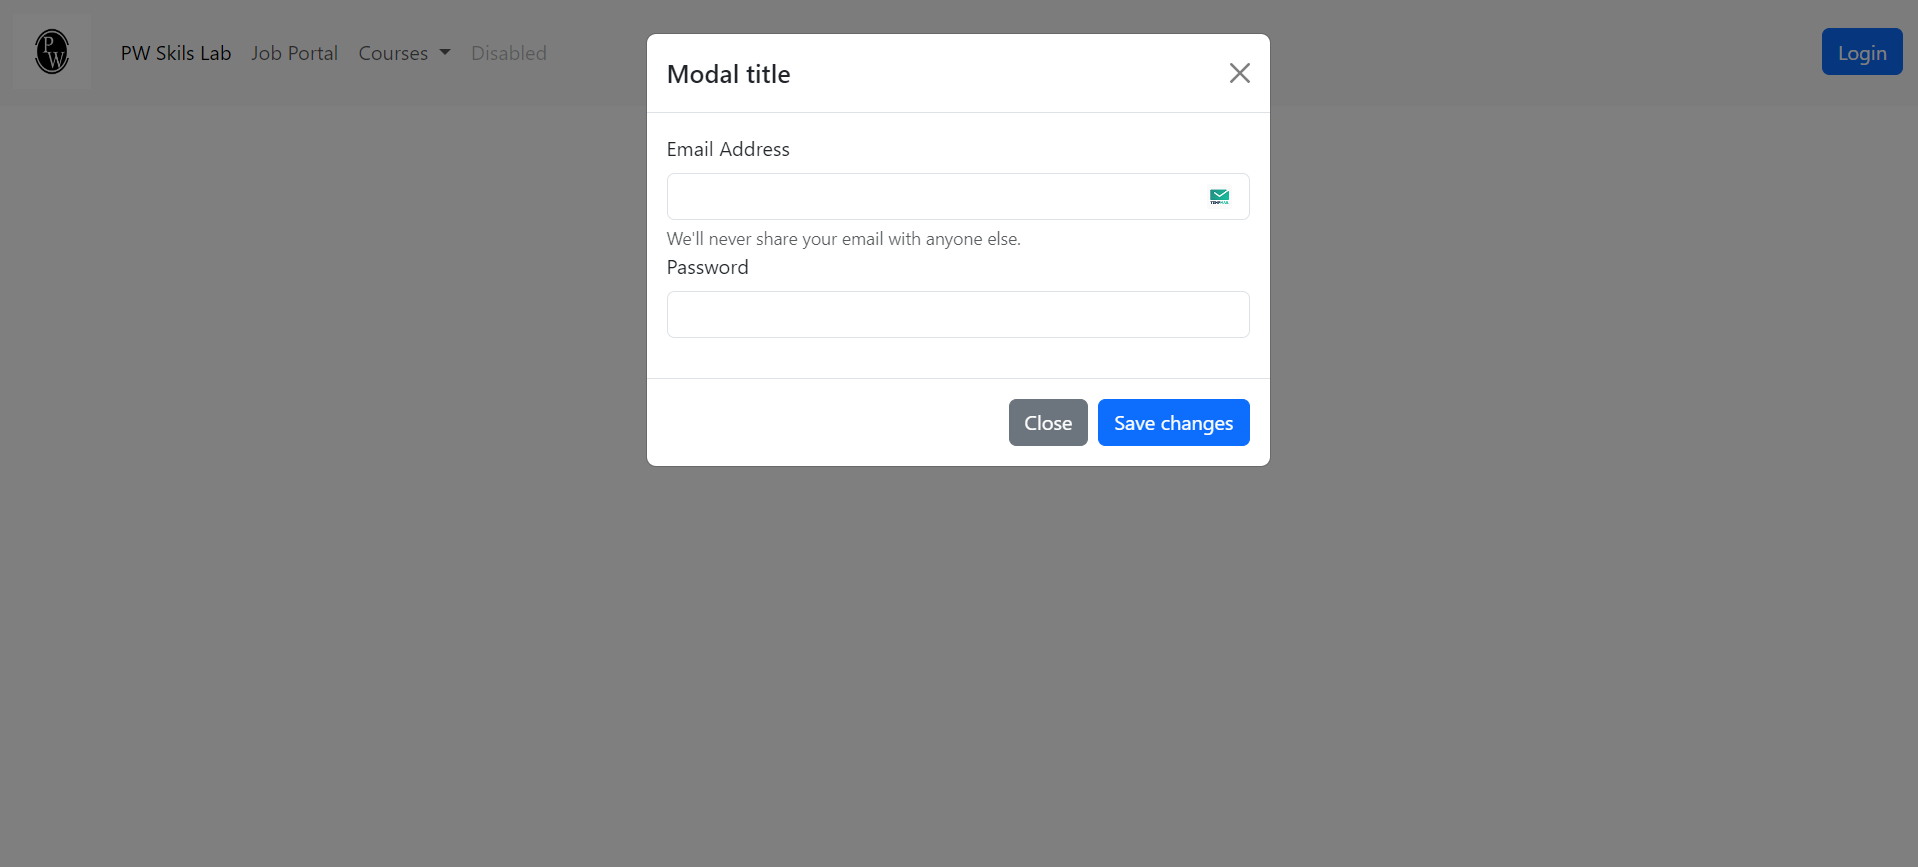 PW
PW Skils Lab Job Portal Courses Disabled Login
Modal title
Email Address
We'll never share your email with anyone else.
Password
Close Save changes